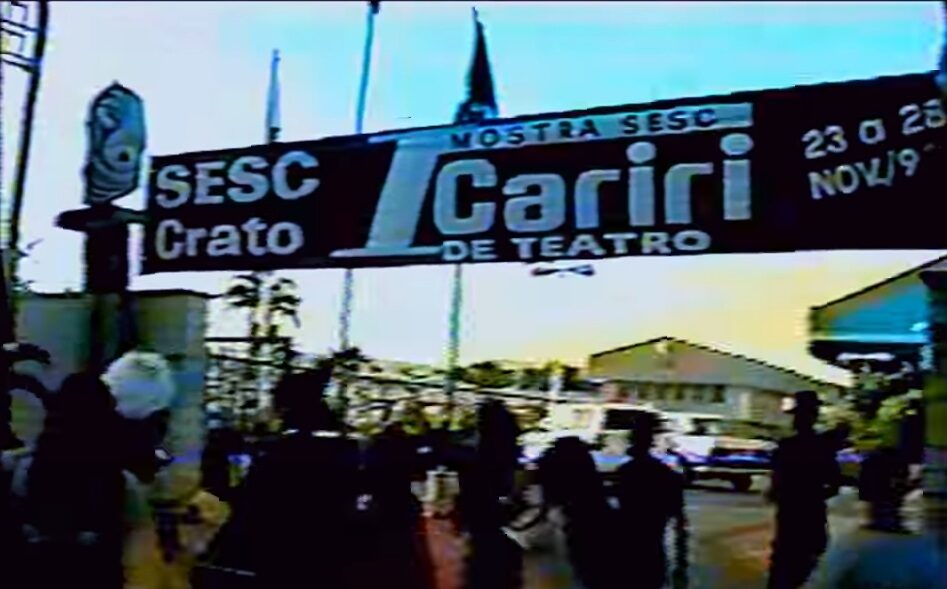 SESC
Crato
I MOSTRA SESC
Cariri
DE TEATRO
23 a 28
NOV/9